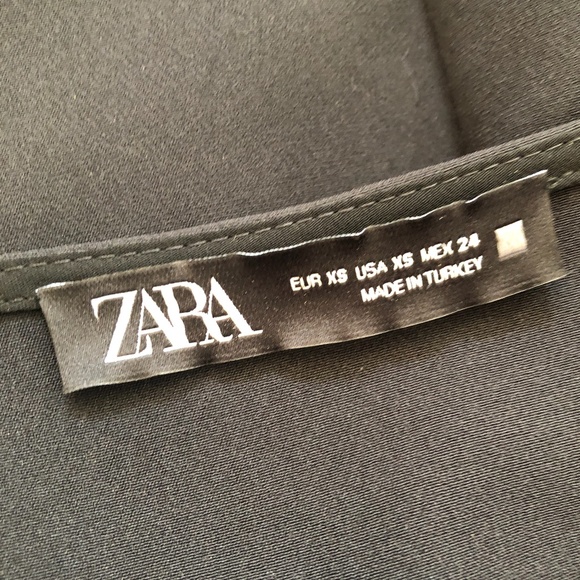 ZARA
EUR XS USA XS MEX 24
MADE IN TURKEY